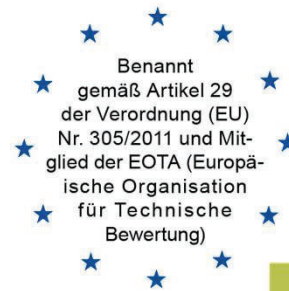 Benannt
gemäß Artikel 29
der Verordnung (EU)
Nr. 305/2011 und Mit-
glied der EOTA (Europä-
ische Organisation
für Technische
Bewertung)